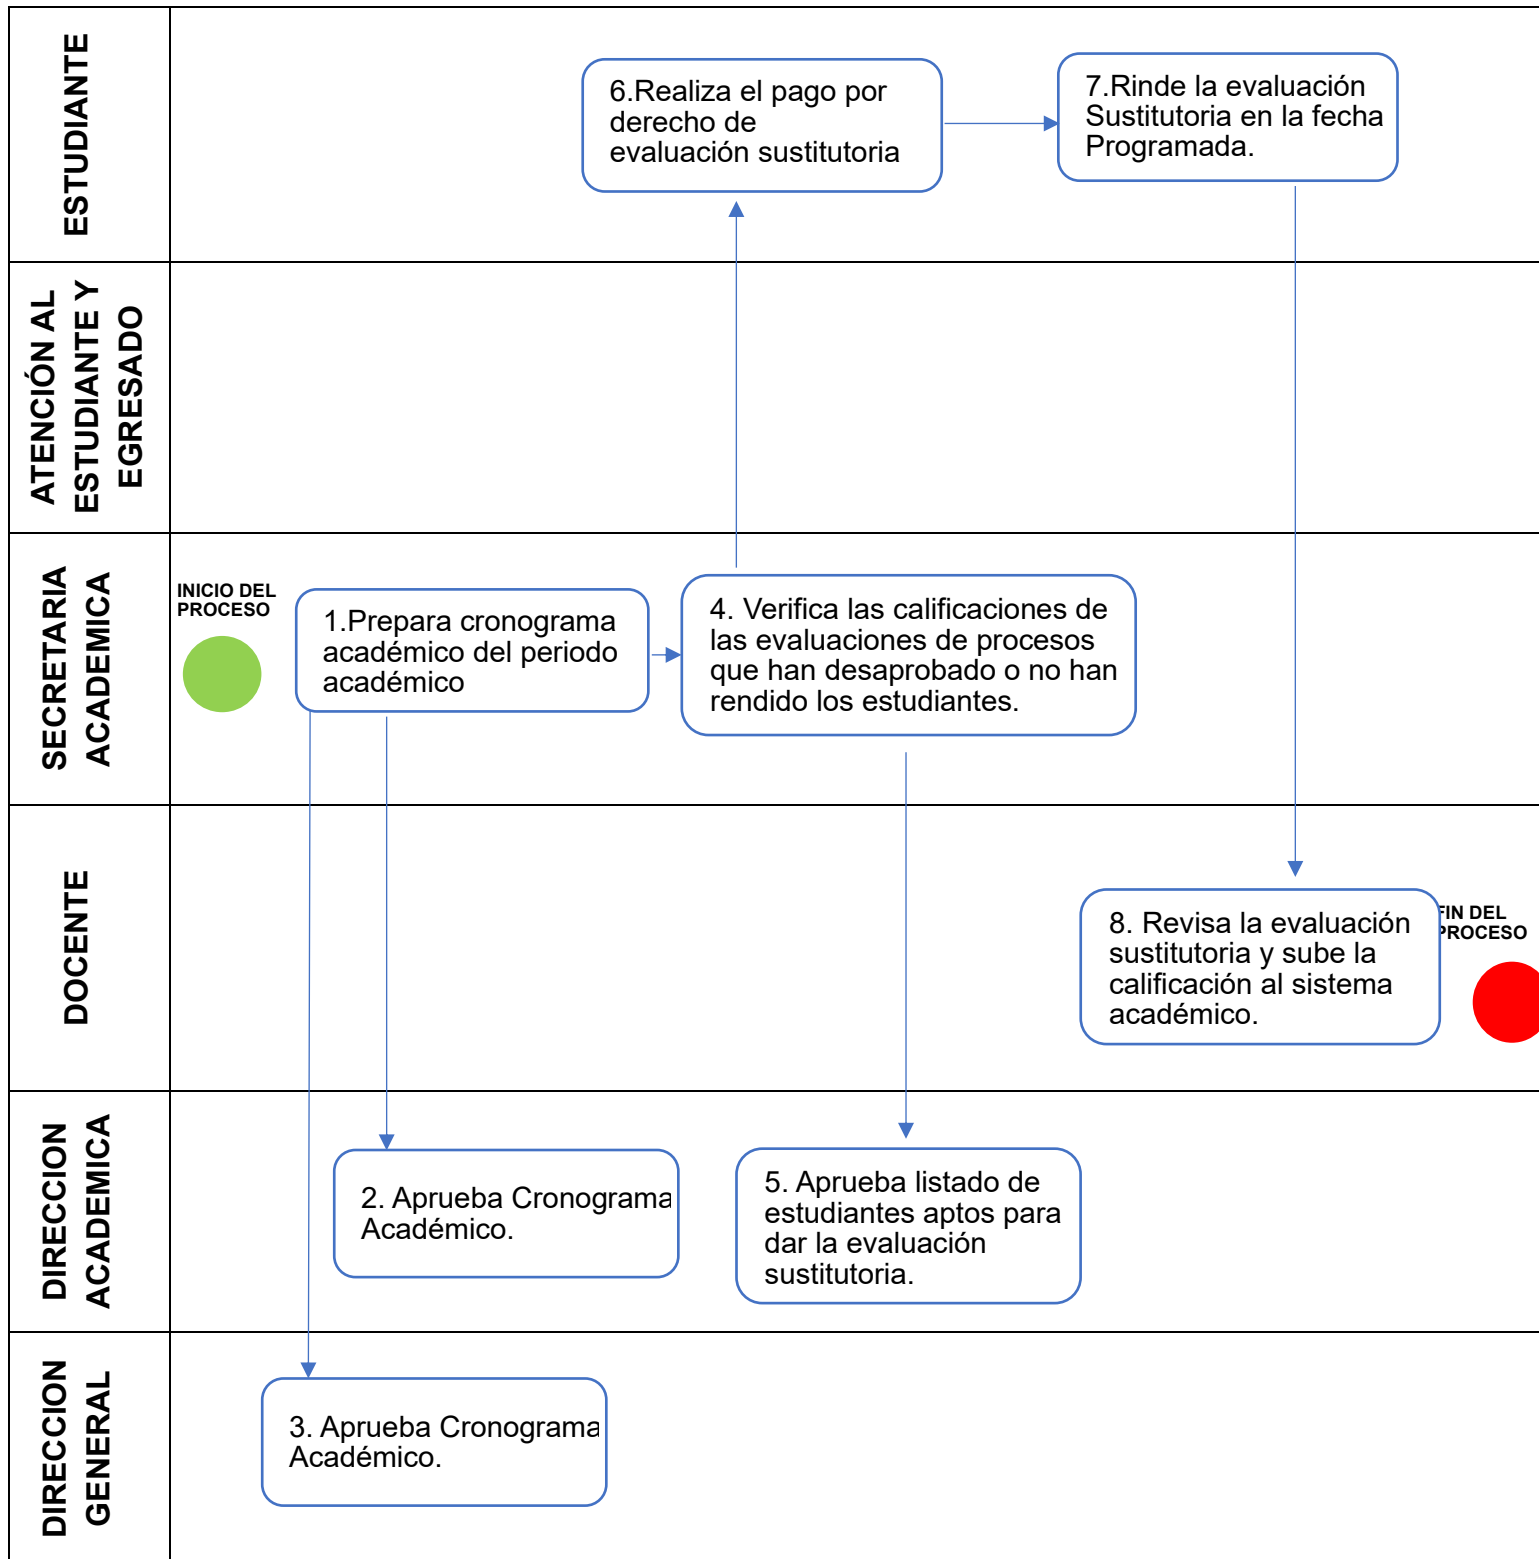 ESTUDIANTE
6.Realiza el pago por
derecho de
evaluación sustitutoria
7.Rinde la evaluación
Sustitutoria en la fecha
Programada.
ATENCIÓN AL
ESTUDIANTE Y
EGRESADO
SECRETARIA
ACADEMICA
INICIO DEL
PROCESO
1.Prepara cronograma
académico del periodo
académico
4. Verifica las calificaciones de
las evaluaciones de procesos
que han desaprobado o no han
rendido los estudiantes.
DOCENTE
8. Revisa la evaluación
sustitutoria y sube la
calificación al sistema
académico.
FIN DEL
PROCESO
DIRECCION
ACADEMICA
2. Aprueba Cronograma
Académico.
5. Aprueba listado de
estudiantes aptos para
dar la evaluación
sustitutoria.
DIRECCION
GENERAL
3. Aprueba Cronograma
Académico.